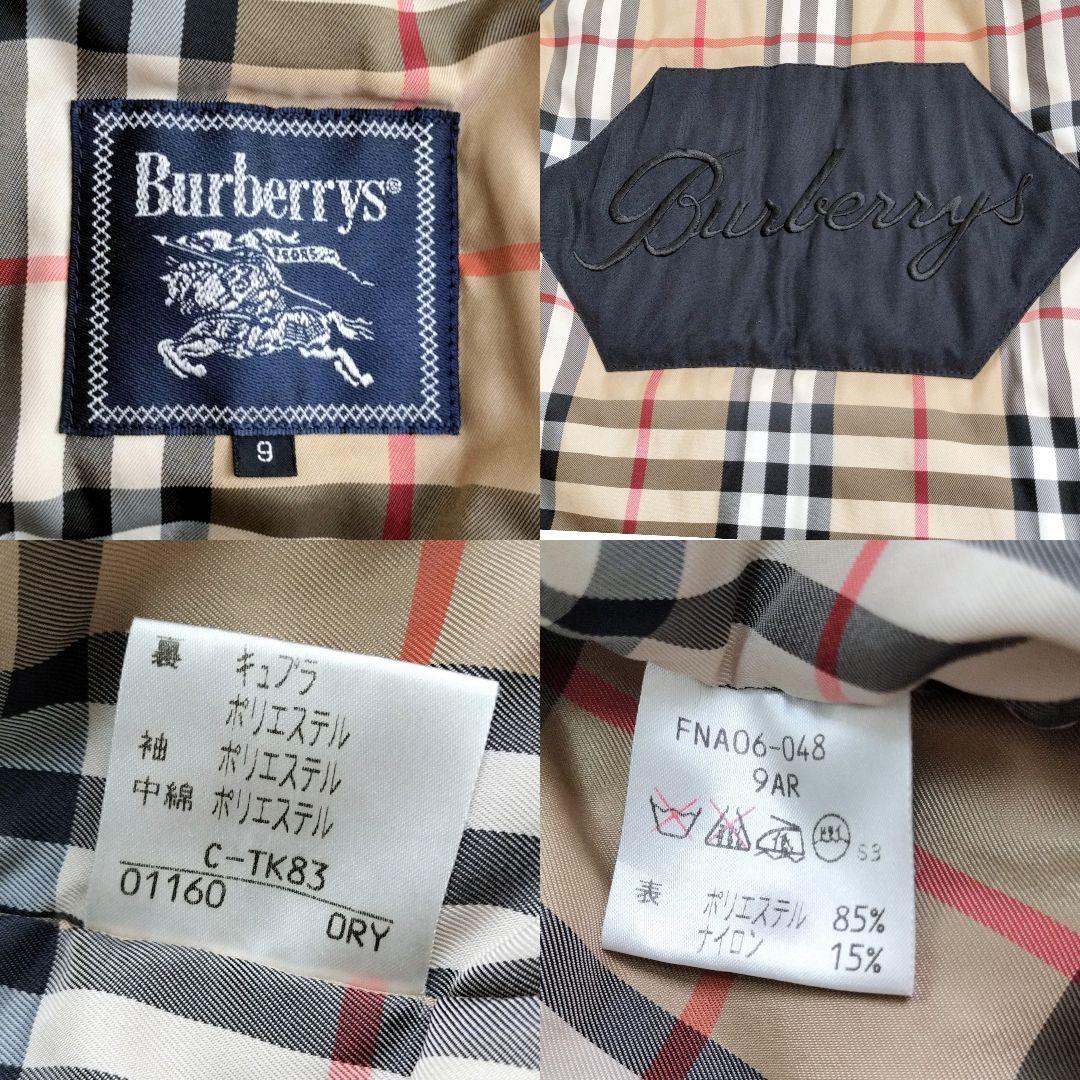 Burberrys®
9
Burberrys
裏 キュプラ
ポリエステル
袖 ポリエステル
中綿 ポリエステル
C-TK83
01160
ORY
FNA06-048
9AR
S3
表 ポリエステル 85%
ナイロン 15%